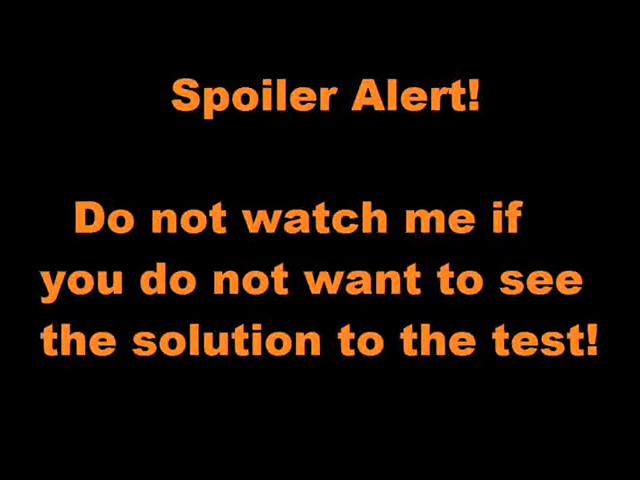 Spoiler Alert!
Do not watch me if
you do not want to see
the solution to the test!